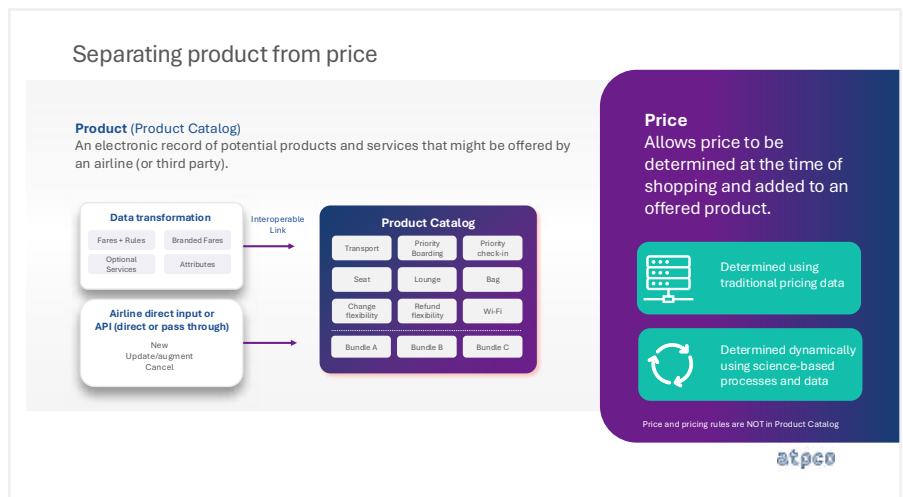 Separating product from price
Product (Product Catalog)
An electronic record of potential products and services that might be offered by
an airline (or third party).
Data transformation
Fares + Rules
Branded Fares
Optional
Services
Attributes
Interoperable
Link
Airline direct input or
API (direct or pass through)
New
Update/augment
Cancel
Product Catalog
Transport
Priority
Boarding
Priority
check-in
Seat
Lounge
Bag
Change
flexibility
Refund
flexibility
Wi-Fi
Bundle A
Bundle B
Bundle C
Price
Allows price to be
determined at the time of
shopping and added to an
offered product.
Determined using
traditional pricing data
Determined dynamically
using science-based
processes and data
Price and pricing rules are NOT in Product Catalog
atpco